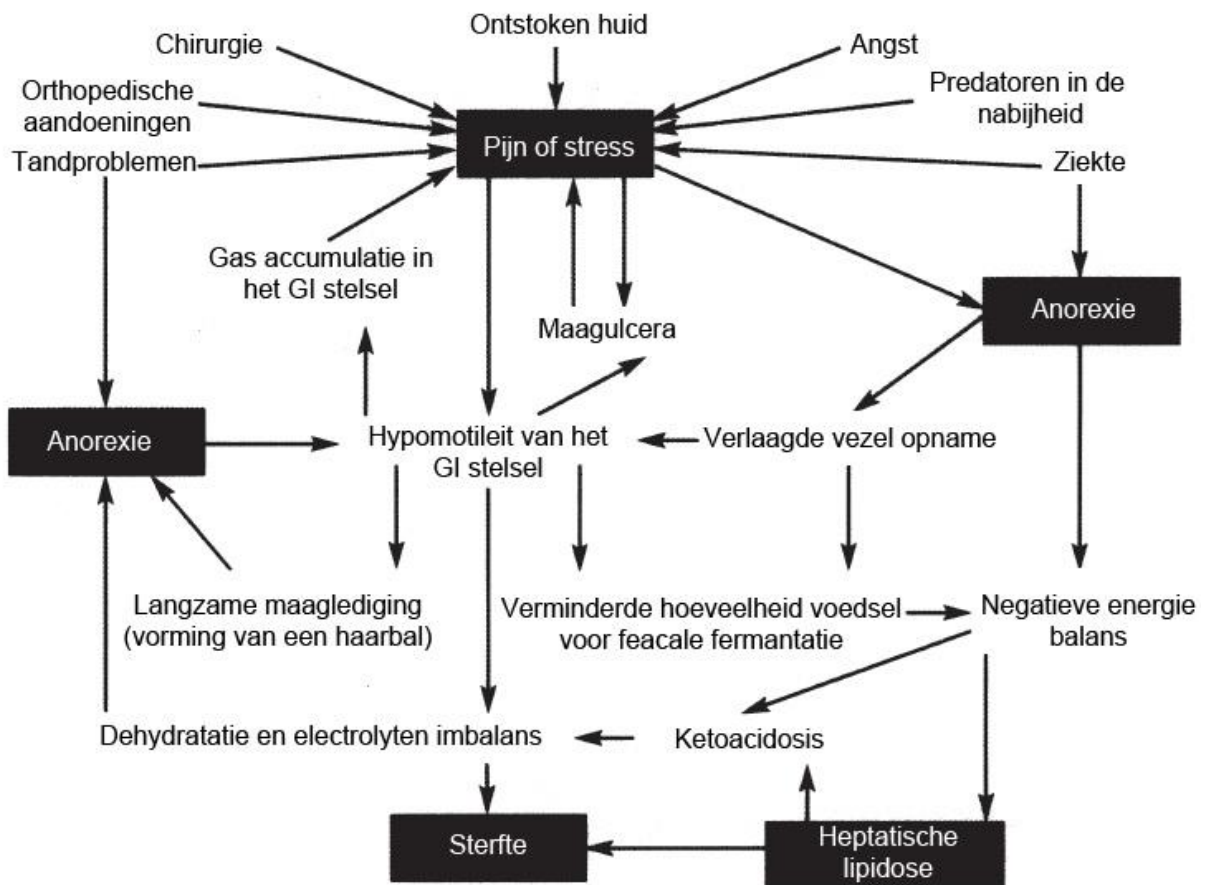 Ontstoken huid
Chirurgie
Angst
Orthopedische
aandoeningen
Predatoren in de
nabijheid
Pijn of stress
Tandproblemen
Ziekte
Gas accumulatie in
het GI stelsel
Maagulcera
Anorexie
Anorexie
Hypomotileit van het
GI stelsel
Verlaagde vezel opname
Langzame maaglediging
(vorming van een haarbal)
Verminderde hoeveelheid voedsel
voor feacale fermantatie
Negatieve energie
balans
Dehydratatie en electrolyten imbalans
Ketoacidosis
Sterfte
Heptatische
lipidose